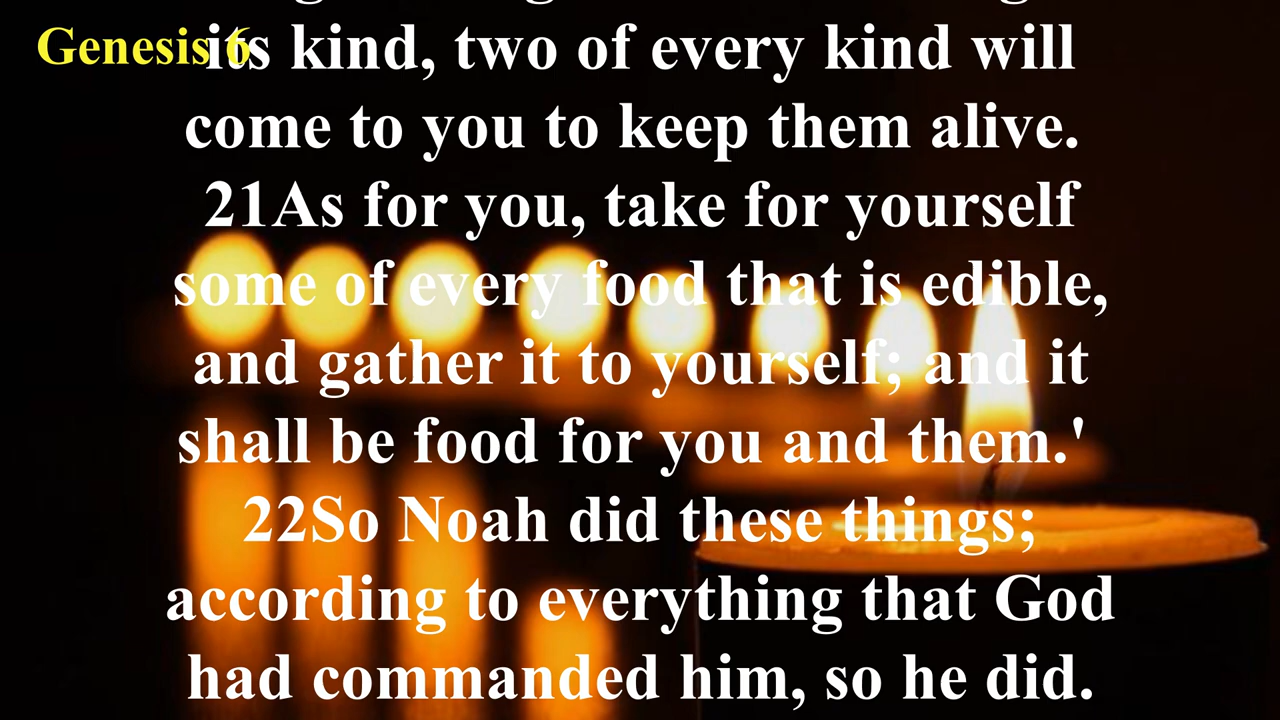 Genesis 6
its kind, two of every kind will
come to you to keep them alive.
21As for you, take for yourself
some of every food that is edible,
and gather it to yourself; and it
shall be food for you and them.'
22So Noah did these things;
according to everything that God
had commanded him, so he did.